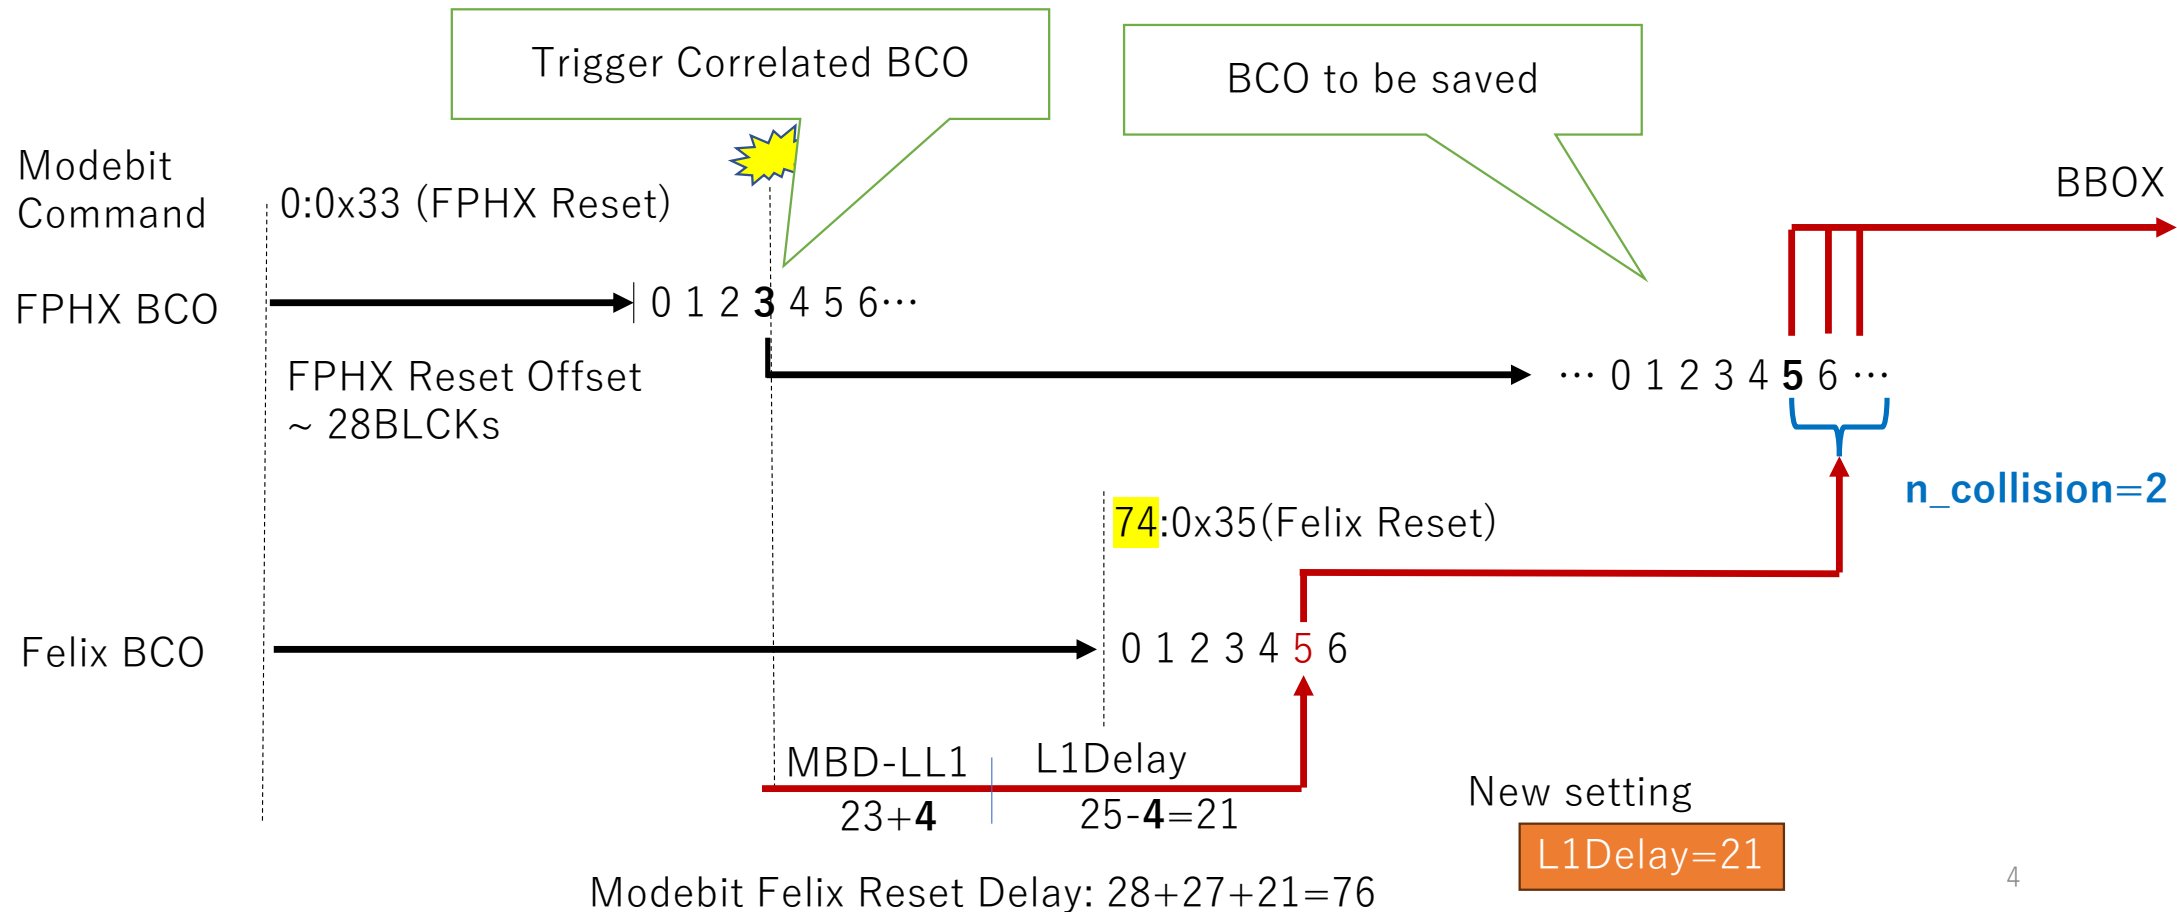 Trigger Correlated BCO
BCO to be saved
Modebit
Command
0:0x33 (FPHX Reset)
BBOX
FPHX BCO
0 1 2 3 4 5 6…
FPHX Reset Offset
~ 28BLCKs
… 0 1 2 3 4 5 6 …
n_collision=2
74:0x35(Felix Reset)
Felix BCO
0 1 2 3 4 5 6
MBD-LL1
L1Delay
23+4
25-4=21
New setting
L1Delay=21
Modebit Felix Reset Delay: 28+27+21=76
4